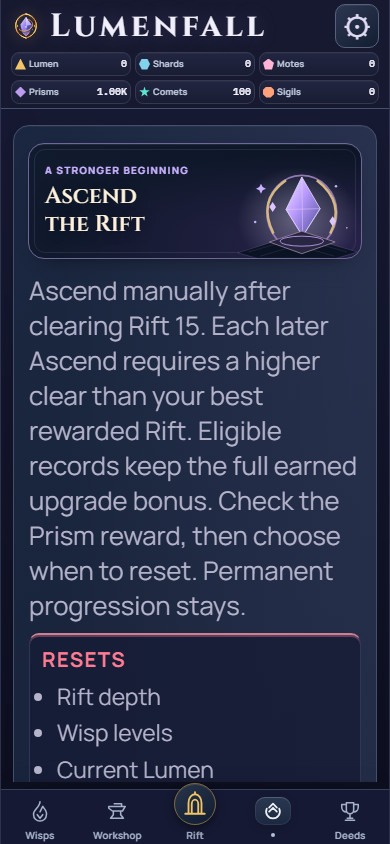 LUMENFALL
Lumen 0
Shards 0
Motes 0
Prisms 1.00K
Comets 100
Sigils 0
A STRONGER BEGINNING
ASCEND
THE RIFT
Ascend manually after
clearing Rift 15. Each later
Ascend requires a higher
clear than your best
rewarded Rift. Eligible
records keep the full earned
upgrade bonus. Check the
Prism reward, then choose
when to reset. Permanent
progression stays.
RESETS
• Rift depth
• Wisp levels
• Current Lumen
Wisps
Workshop
Rift
•
Deeds